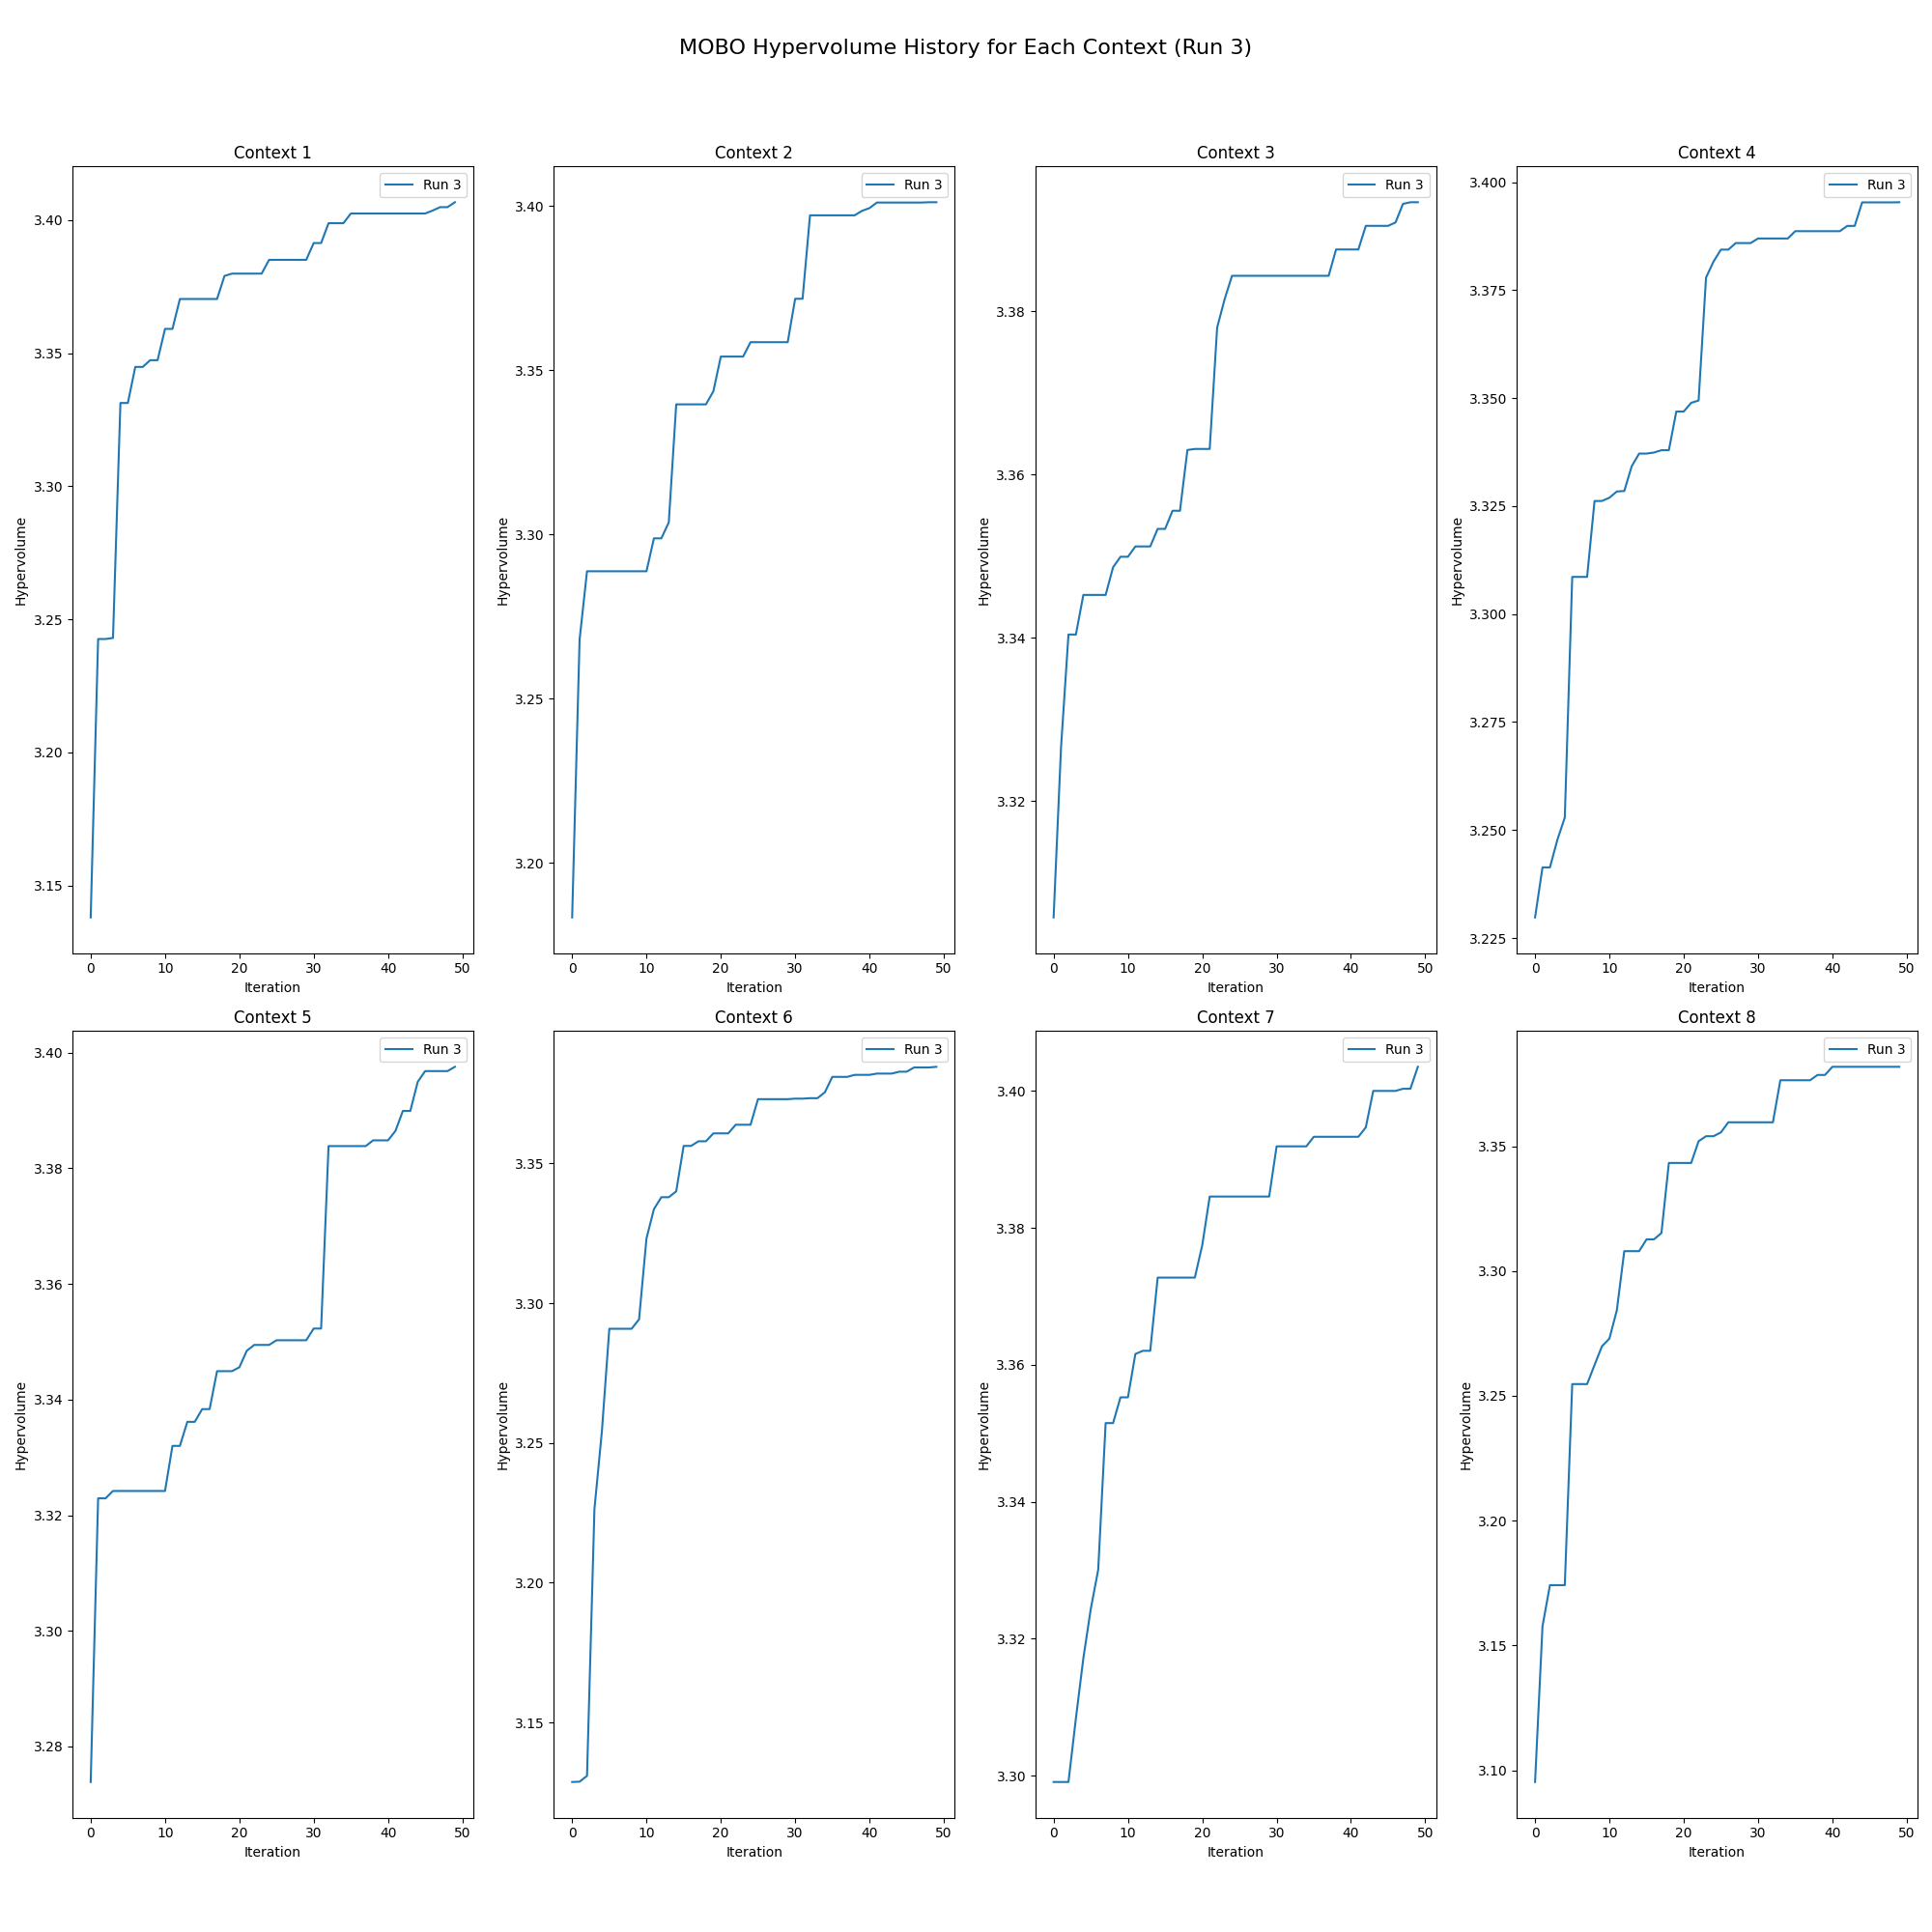 MOBO Hypervolume History for Each Context (Run 3)
Context 1
Run 3
3.40
3.35
3.30
3.25
3.20
3.15
Hypervolume
0 10 20 30 40 50
Iteration
Context 2
Run 3
3.40
3.35
3.30
3.25
3.20
Hypervolume
0 10 20 30 40 50
Iteration
Context 3
Run 3
3.38
3.36
3.34
3.32
Hypervolume
0 10 20 30 40 50
Iteration
Context 4
Run 3
3.400
3.375
3.350
3.325
3.300
3.275
3.250
3.225
Hypervolume
0 10 20 30 40 50
Iteration
Context 5
Run 3
3.40
3.38
3.36
3.34
3.32
3.30
3.28
Hypervolume
0 10 20 30 40 50
Iteration
Context 6
Run 3
3.35
3.30
3.25
3.20
3.15
Hypervolume
0 10 20 30 40 50
Iteration
Context 7
Run 3
3.40
3.38
3.36
3.34
3.32
3.30
Hypervolume
0 10 20 30 40 50
Iteration
Context 8
Run 3
3.35
3.30
3.25
3.20
3.15
3.10
Hypervolume
0 10 20 30 40 50
Iteration